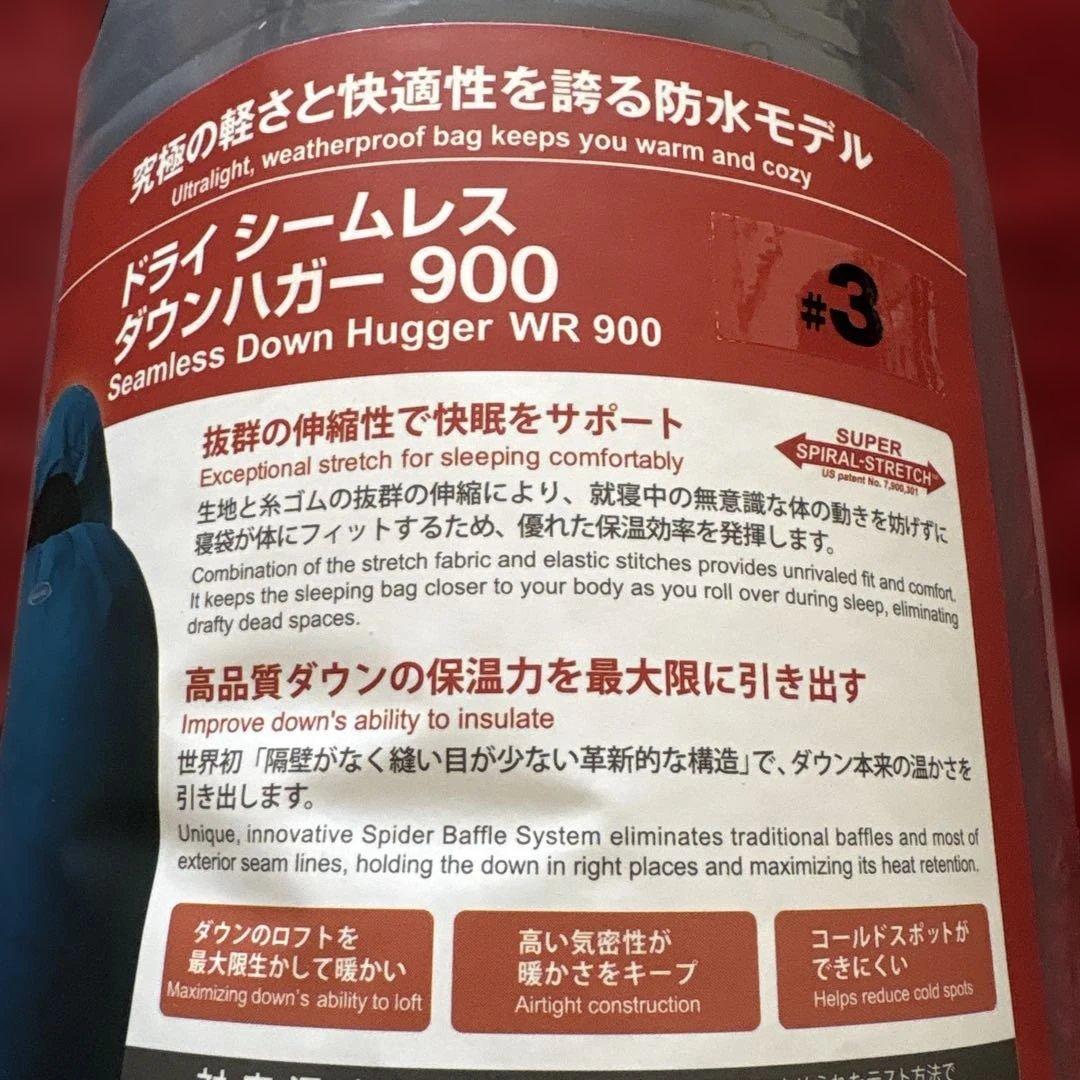 究極の軽さと快適性を誇る防水モデル
Ultralight, weatherproof bag keeps you warm and cozy
ドライ シームレス
ダウンハガー 900
Seamless Down Hugger WR 900
#3
抜群の伸縮性で快眠をサポート
Exceptional stretch for sleeping comfortably
SUPER
SPIRAL-STRETCH™
US patent No. 7,900,301
生地と糸ゴムの抜群の伸縮により、就寝中の無意識な体の動きを妨げずに
寝袋が体にフィットするため、優れた保温効率を発揮します。
Combination of the stretch fabric and elastic stitches provides unrivaled fit and comfort.
It keeps the sleeping bag closer to your body as you roll over during sleep, eliminating
drafty dead spaces.
高品質ダウンの保温力を最大限に引き出す
Improve down's ability to insulate
世界初「隔壁がなく縫い目が少ない革新的な構造」で、ダウン本来の温かさを
引き出します。
Unique, innovative Spider Baffle System eliminates traditional baffles and most of
exterior seam lines, holding the down in right places and maximizing its heat retention.
ダウンのロフトを
最大限生かして暖かい
Maximizing down's ability to loft
高い気密性が
暖かさをキープ
Airtight construction
コールドスポットが
できにくい
Helps reduce cold spots
テスト方法で